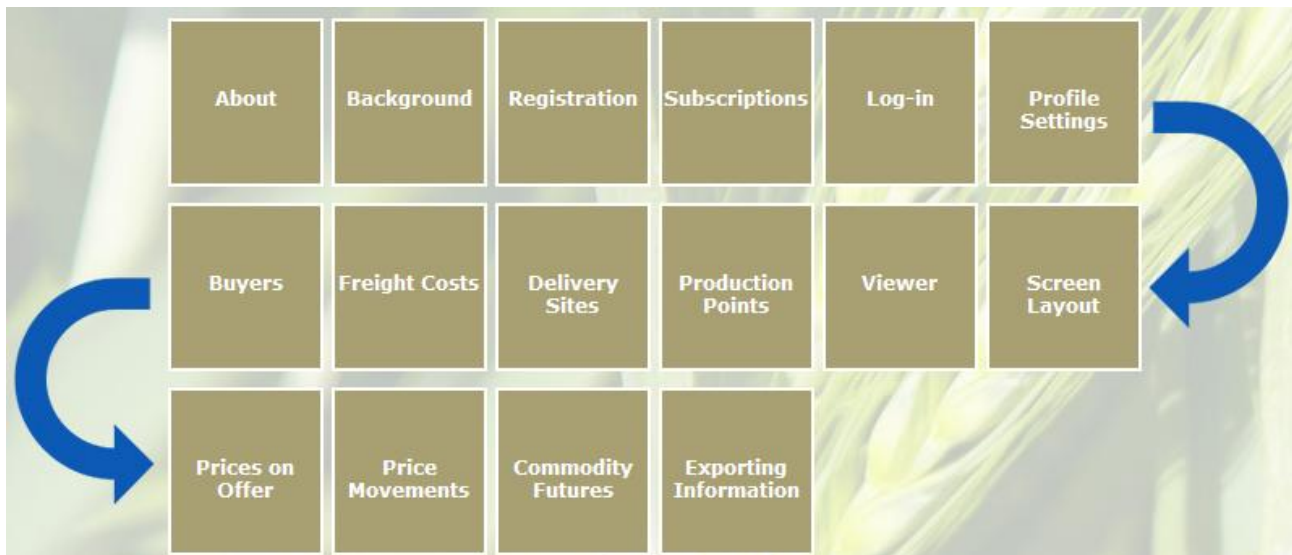 About
Background
Registration
Subscriptions
Log-in
Profile
Settings
Buyers
Freight Costs
Delivery
Sites
Production
Points
Viewer
Screen
Layout
Prices on
Offer
Price
Movements
Commodity
Futures
Exporting
Information